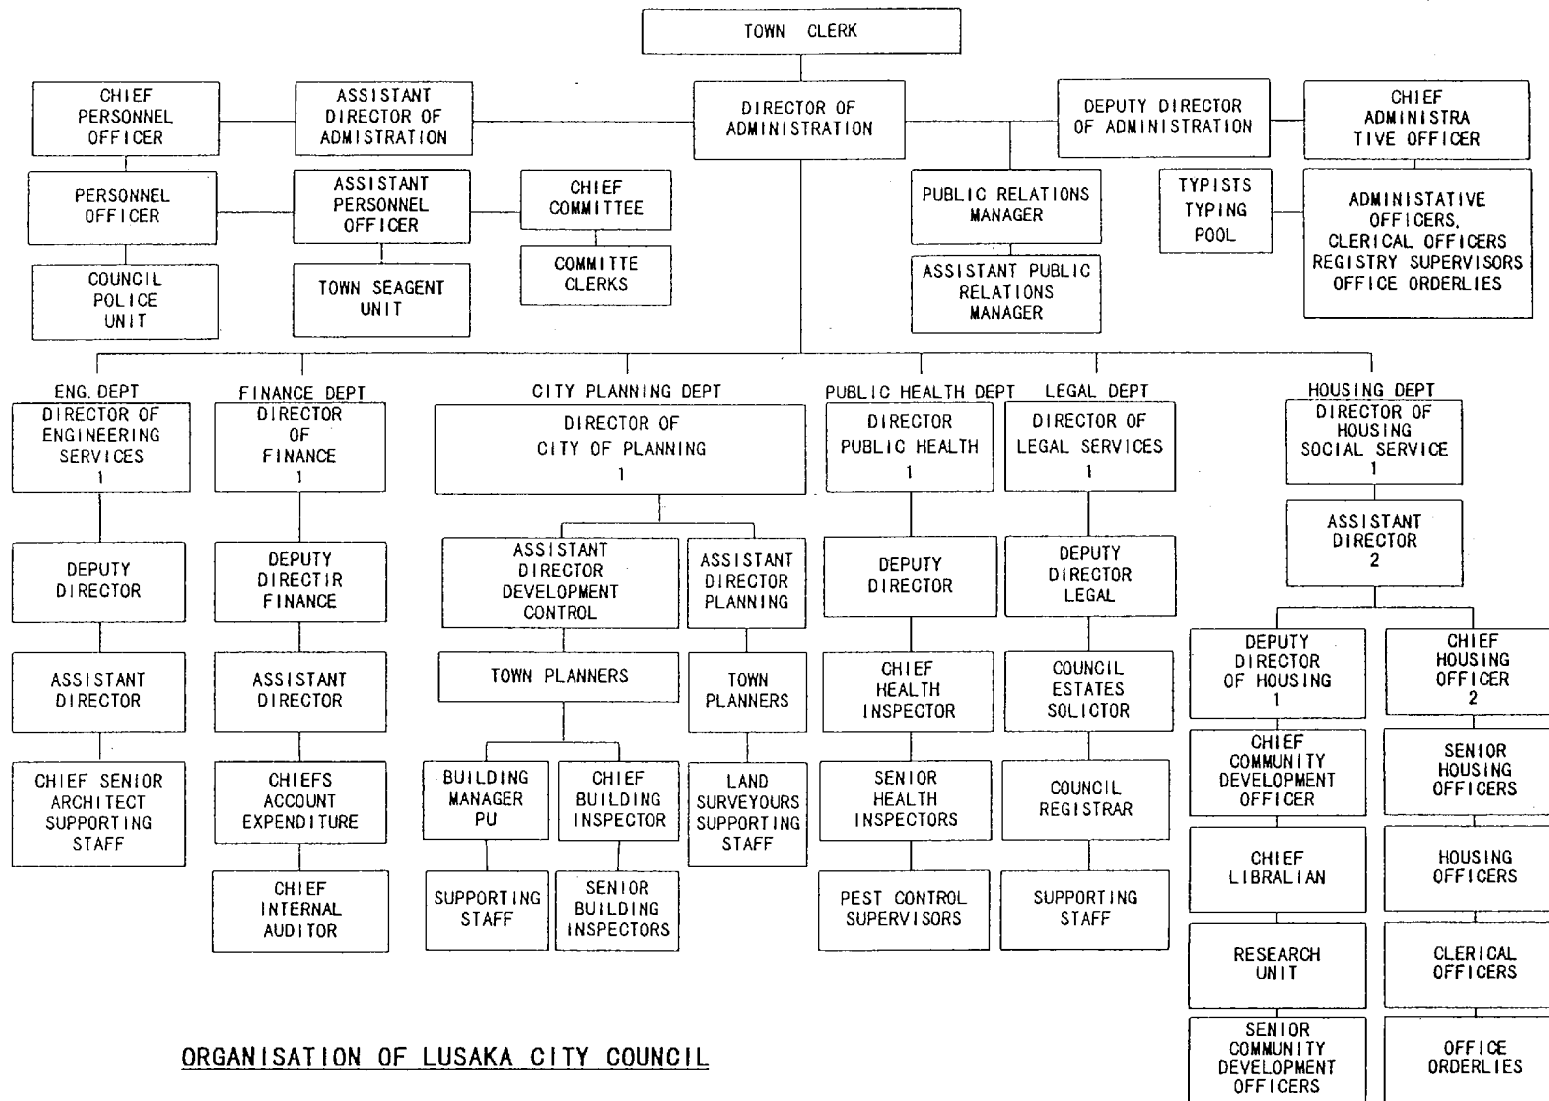 TOWN CLERK
CHIEF
PERSONNEL
OFFICER
ASSISTANT
DIRECTOR OF
ADMISTRATION
DIRECTOR OF
ADMINISTRATION
DEPUTY DIRECTOR
OF ADMINISTRATION
CHIEF
ADMINISTRA
TIVE OFFICER
PERSONNEL
OFFICER
ASSISTANT
PERSONNEL
OFFICER
CHIEF
COMMITTEE
PUBLIC RELATIONS
MANAGER
TYPISTS
TYPING
POOL
ADMINISTATIVE
OFFICERS,
CLERICAL OFFICERS
REGISTRY SUPERVISORS
OFFICE ORDERLIES
COUNCIL
POLICE
UNIT
TOWN SEAGENT
UNIT
COMMITTE
CLERKS
ASSISTANT PUBLIC
RELATIONS
MANAGER
ENG. DEPT
FINANCE DEPT
CITY PLANNING DEPT
PUBLIC HEALTH DEPT
LEGAL DEPT
HOUSING DEPT
DIRECTOR OF
ENGINEERING
SERVICES
1
DIRECTOR
OF
FINANCE
1
DIRECTOR OF
CITY OF PLANNING
1
DIRECTOR
PUBLIC HEALTH
1
DIRECTOR OF
LEGAL SERVICES
1
DIRECTOR OF
HOUSING
SOCIAL SERVICE
1
ASSISTANT
DIRECTOR
2
DEPUTY
DIRECTOR
DEPUTY
DIRECTIR
FINANCE
ASSISTANT
DIRECTOR
DEVELOPMENT
CONTROL
ASSISTANT
DIRECTOR
PLANNING
DEPUTY
DIRECTOR
DEPUTY
DIRECTOR
LEGAL
DEPUTY
DIRECTOR
OF HOUSING
1
CHIEF
HOUSING
OFFICER
2
ASSISTANT
DIRECTOR
ASSISTANT
DIRECTOR
TOWN PLANNERS
TOWN
PLANNERS
CHIEF
HEALTH
INSPECTOR
COUNCIL
ESTATES
SOLICTOR
CHIEF
COMMUNITY
DEVELOPMENT
OFFICER
SENIOR
HOUSING
OFFICERS
CHIEF SENIOR
ARCHITECT
SUPPORTING
STAFF
CHIEFS
ACCOUNT
EXPENDITURE
BUILDING
MANAGER
PU
CHIEF
BUILDING
INSPECTOR
LAND
SURVEYOURS
SUPPORTING
STAFF
SENIOR
HEALTH
INSPECTORS
COUNCIL
REGISTRAR
CHIEF
LIBRALIAN
HOUSING
OFFICERS
CHIEF
INTERNAL
AUDITOR
SUPPORTING
STAFF
SENIOR
BUILDING
INSPECTORS
PEST CONTROL
SUPERVISORS
SUPPORTING
STAFF
RESEARCH
UNIT
CLERICAL
OFFICERS
SENIOR
COMMUNITY
DEVELOPMENT
OFFICERS
OFFICE
ORDERLIES
ORGANISATION OF LUSAKA CITY COUNCIL